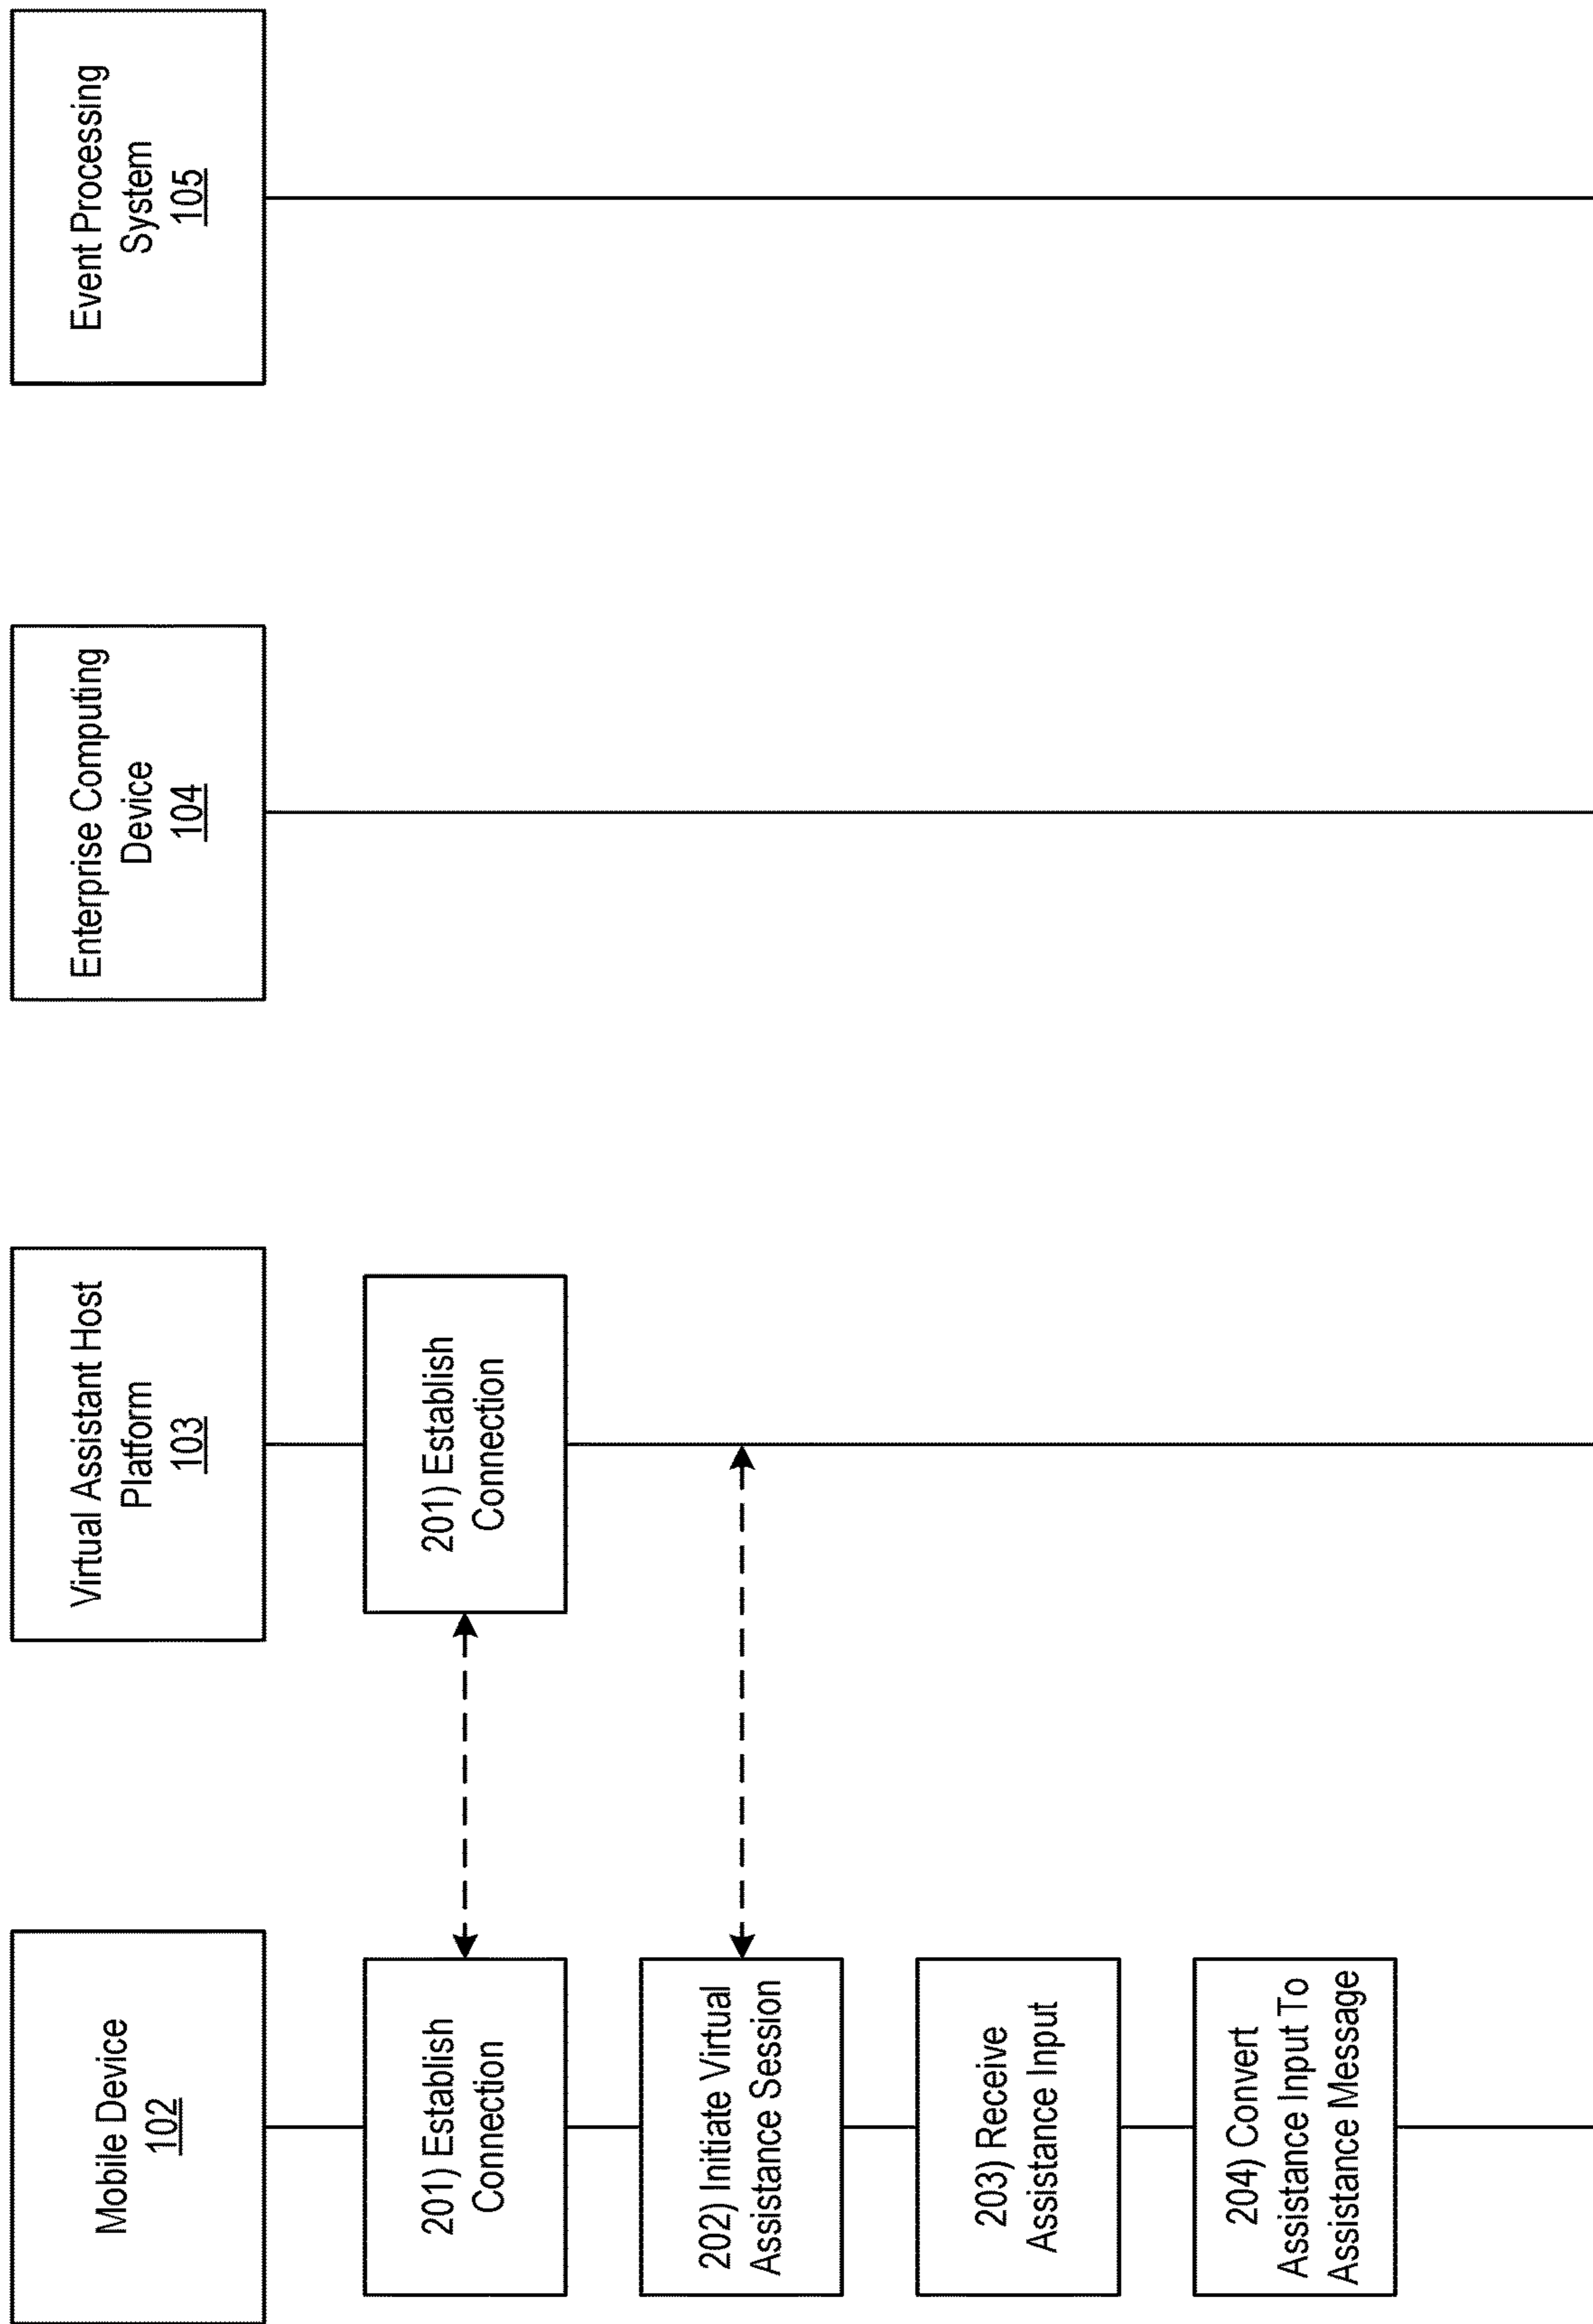 Mobile Device
102
Virtual Assistant Host
Platform
103
Enterprise Computing
Device
104
Event Processing
System
105
201) Establish
Connection
201) Establish
Connection
202) Initiate Virtual
Assistance Session
203) Receive
Assistance Input
204) Convert
Assistance Input To
Assistance Message